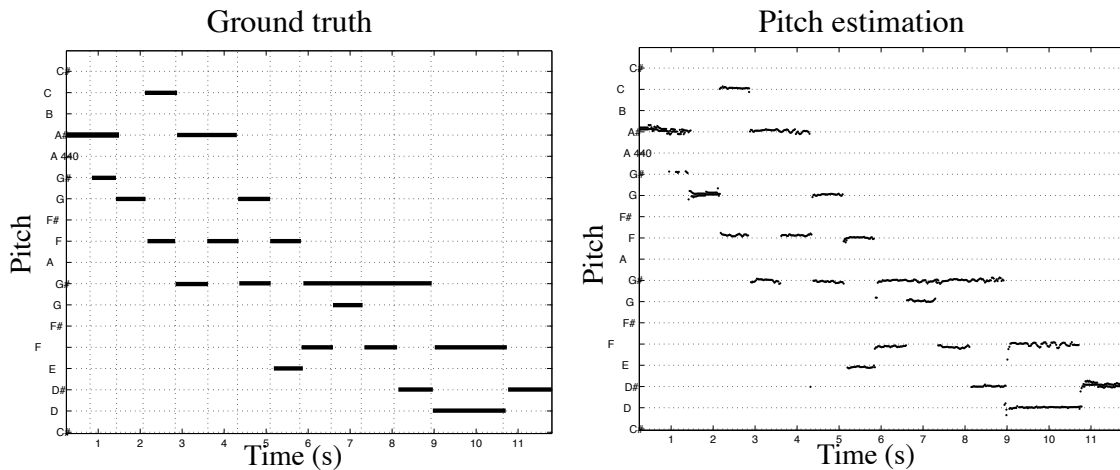 Ground truth
Pitch estimation
C#
C
B
A#
A 440
G#
G
F#
F
A
G#
G
F#
F
E
D#
D
C#
Pitch
1 2 3 4 5 6 7 8 9 10 11
Time (s)
C#
C
B
A#
A 440
G#
G
F#
F
A
G#
G
F#
F
E
D#
D
C#
Pitch
1 2 3 4 5 6 7 8 9 10 11
Time (s)